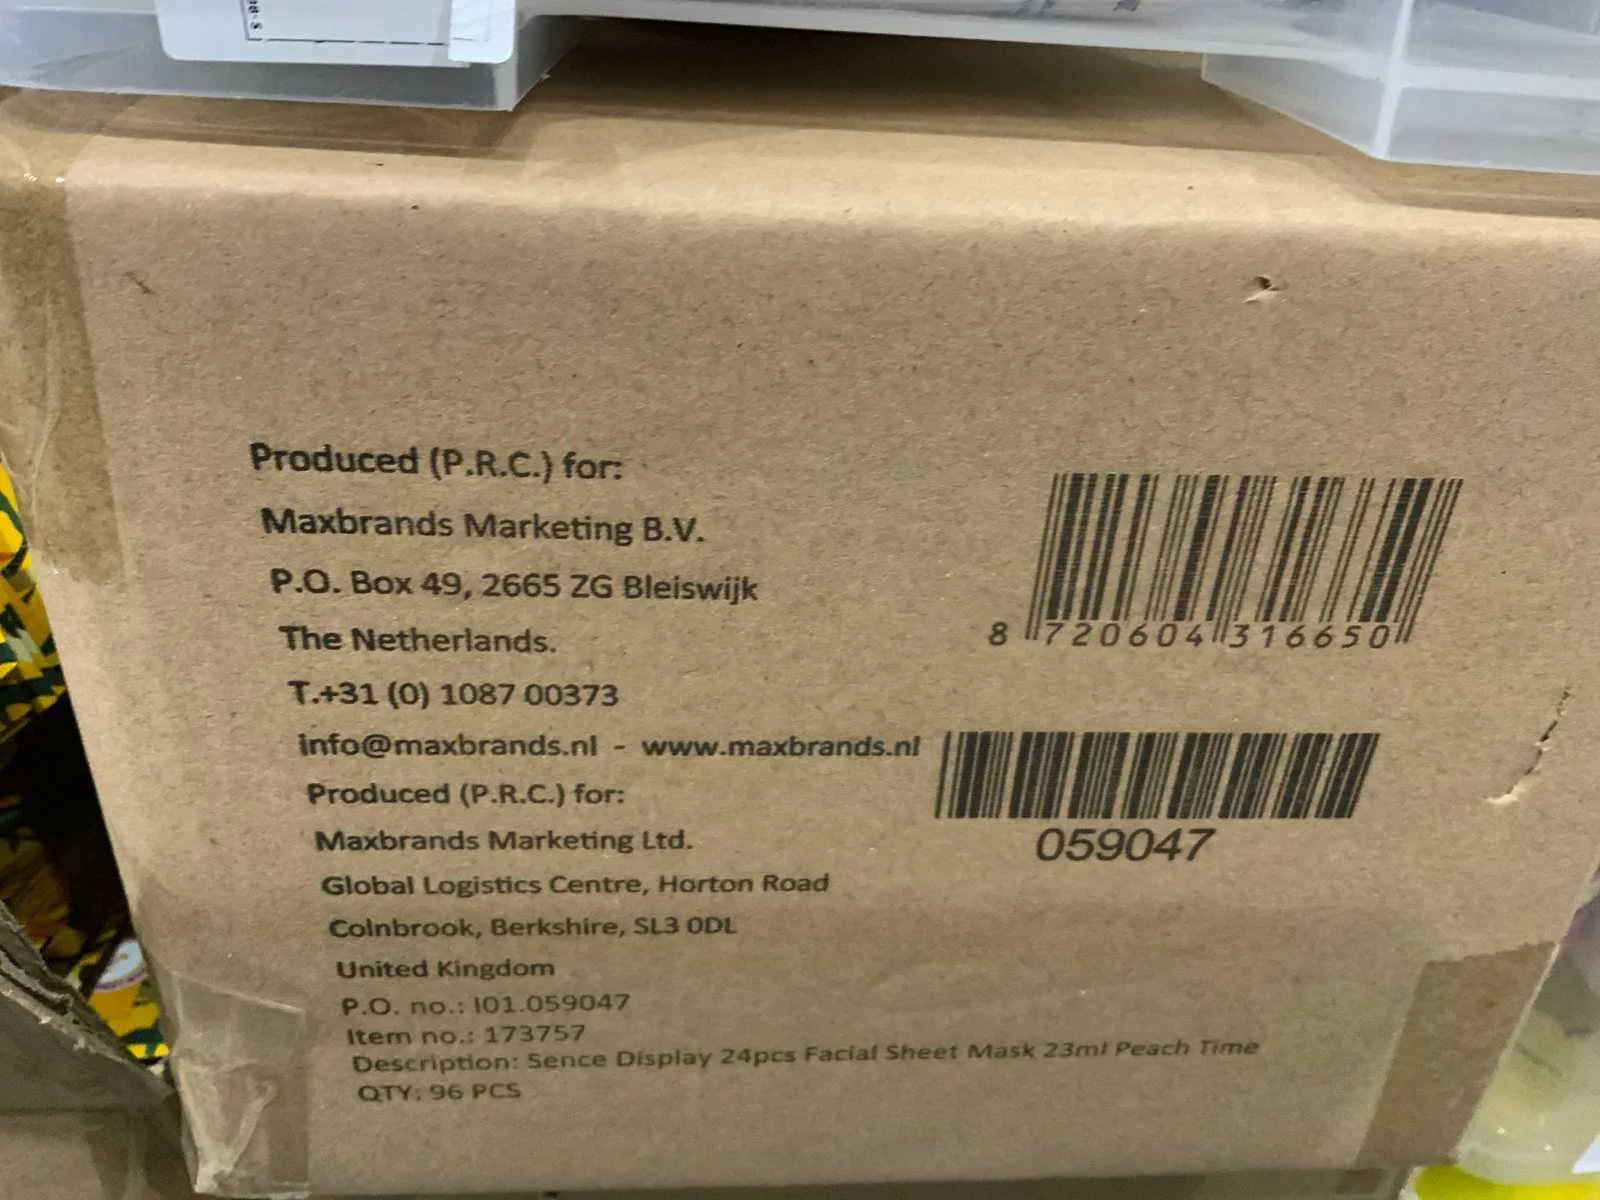 Produced (P.R.C.) for:
Maxbrands Marketing B.V.
P.O. Box 49, 2665 ZG Bleiswijk
The Netherlands.
T.+31 (0) 1087 00373
info@maxbrands.nl - www.maxbrands.nl
Produced (P.R.C.) for:
Maxbrands Marketing Ltd.
Global Logistics Centre, Horton Road
Colnbrook, Berkshire, SL3 0DL
United Kingdom
P.O. no.: I01.059047
Item no.: 173757
Description: Sence Display 24pcs Facial Sheet Mask 23ml Peach Time
QTY: 96 PCS
8 720604 316650
059047